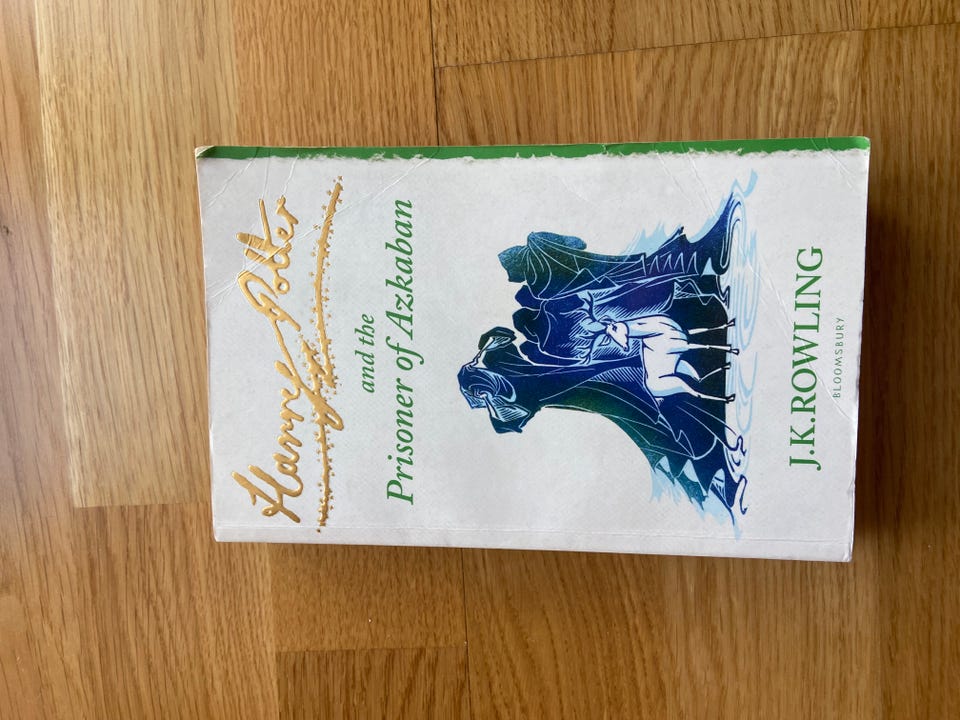 Harry Potter
and the
Prisoner of Azkaban
J.K.ROWLING
BLOOMSBURY